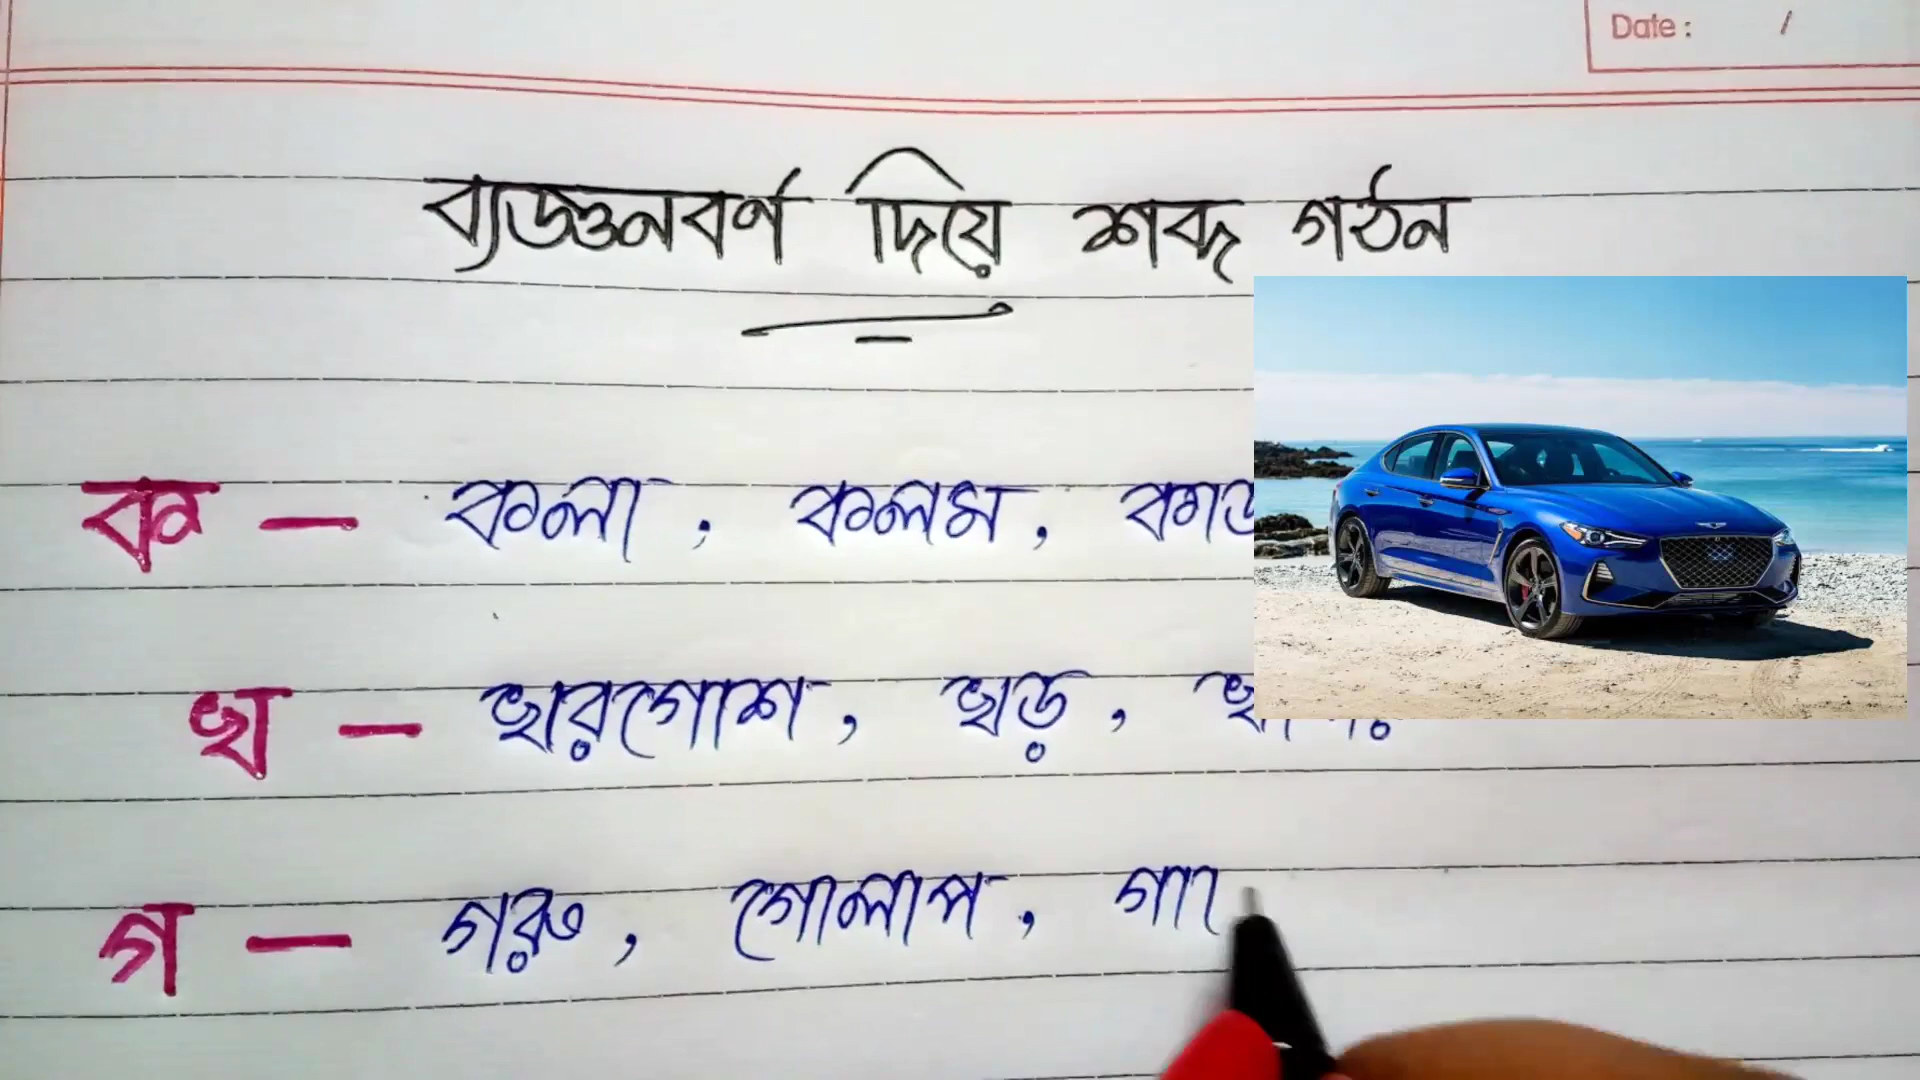 Date : /
ব্যঞ্জনবর্ণ দিয়ে শব্দ গঠন
ক — কলা , কলম ,
খ — খরগোশ , খড় ,
গ — গরু , গোলাপ , গা